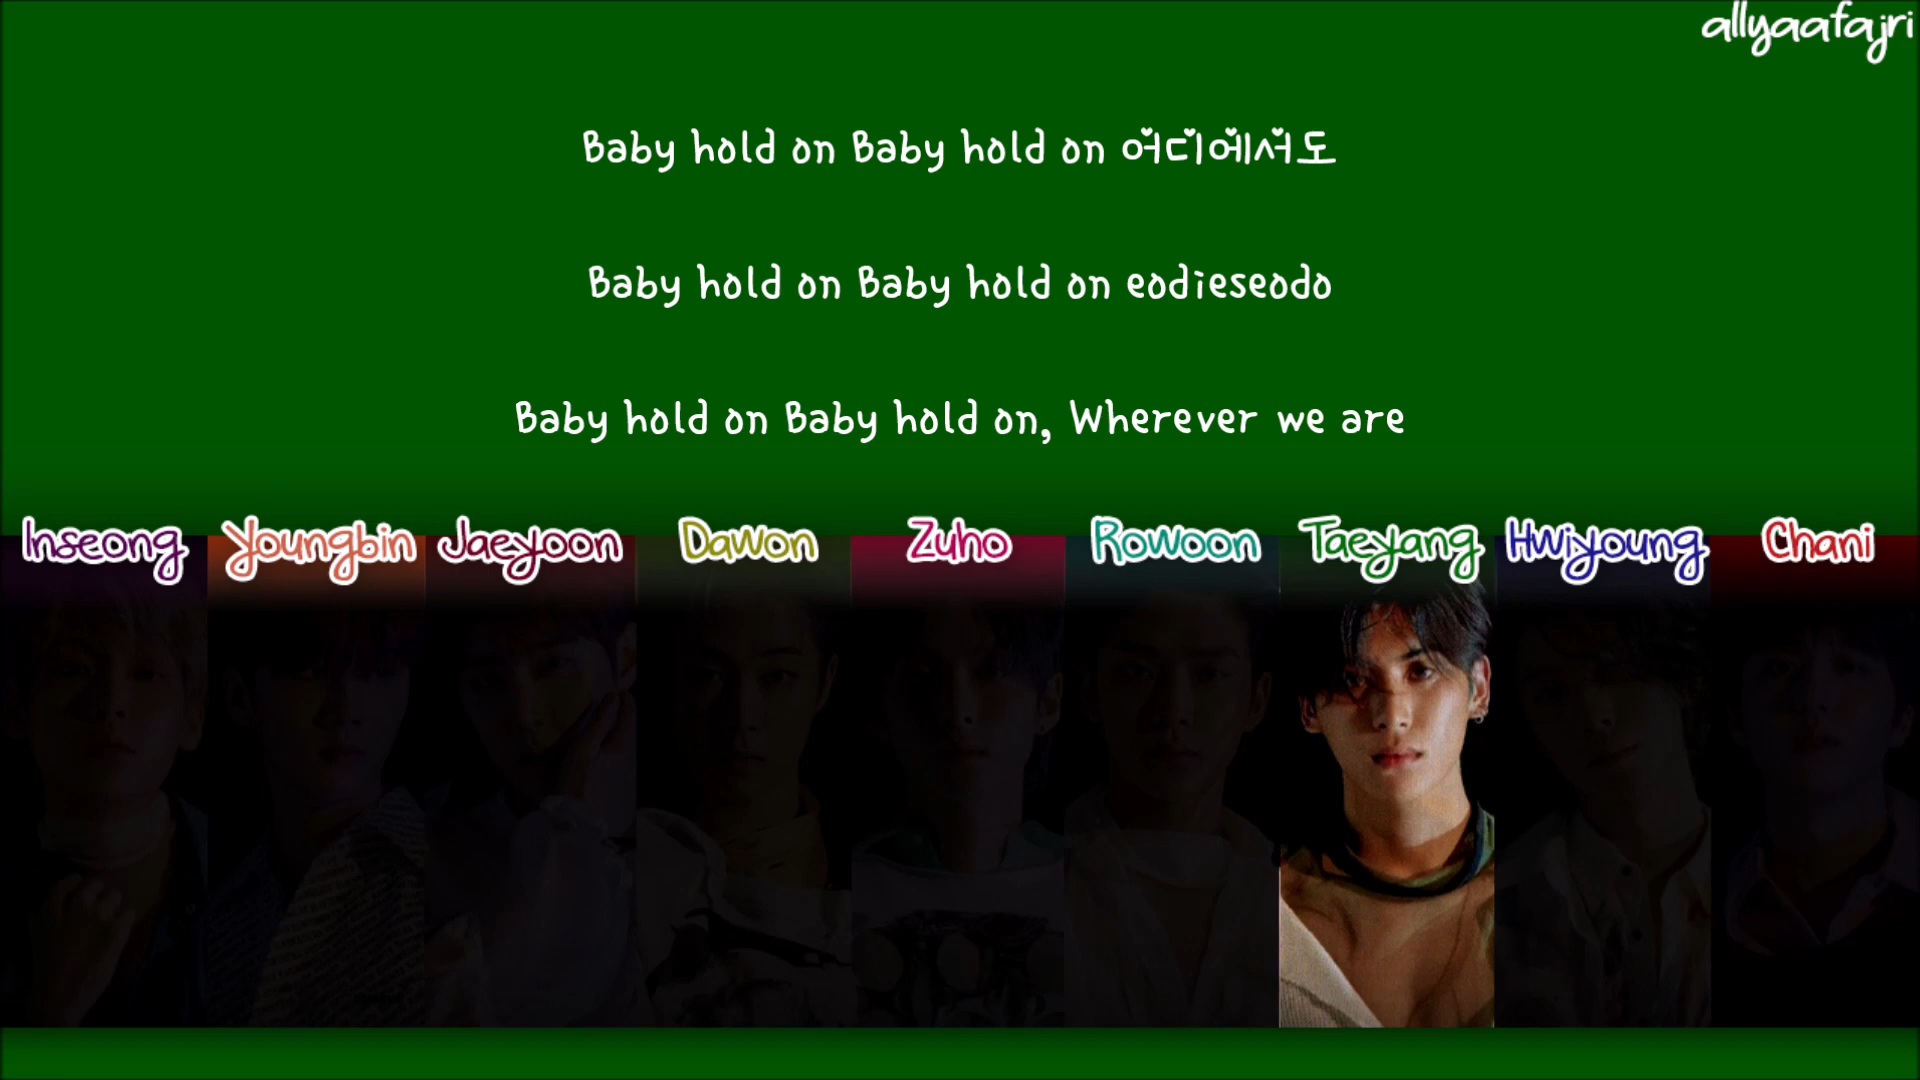 allyaafajri
Baby hold on Baby hold on 어디에서도
Baby hold on Baby hold on eodieseodo
Baby hold on Baby hold on, Wherever we are
Inseong Youngbin Jaeyoon Dawon Zuho Rowoon Taeyang Hwiyoung Chani